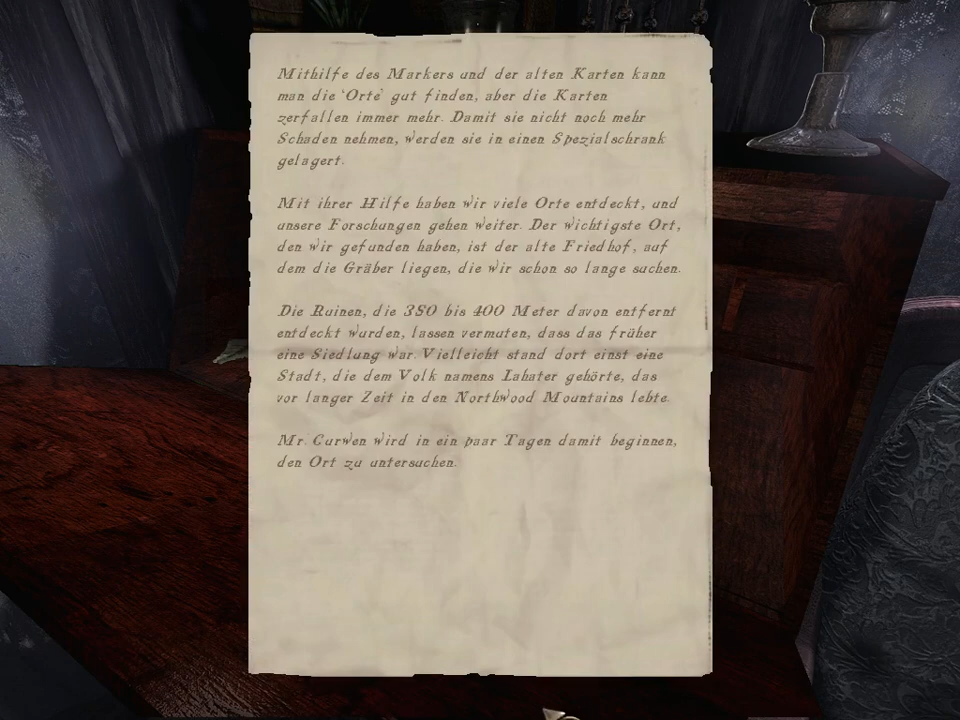 Mithilfe des Markers und der alten Karten kann
man die 'Orte' gut finden, aber die Karten
zerfallen immer mehr. Damit sie nicht noch mehr
Schaden nehmen, werden sie in einen Spezialschrank
gelagert.
Mit ihrer Hilfe haben wir viele Orte entdeckt, und
unsere Forschungen gehen weiter. Der wichtigste Ort,
den wir gefunden haben, ist der alte Friedhof, auf
dem die Gräber liegen, die wir schon so lange suchen.
Die Ruinen, die 350 bis 400 Meter davon entfernt
entdeckt wurden, lassen vermuten, dass das früher
eine Siedlung war. Vielleicht stand dort einst eine
Stadt, die dem Volk namens Lahater gehörte, das
vor langer Zeit in den Northwood Mountains lebte.
Mr. Curwen wird in ein paar Tagen damit beginnen,
den Ort zu untersuchen.